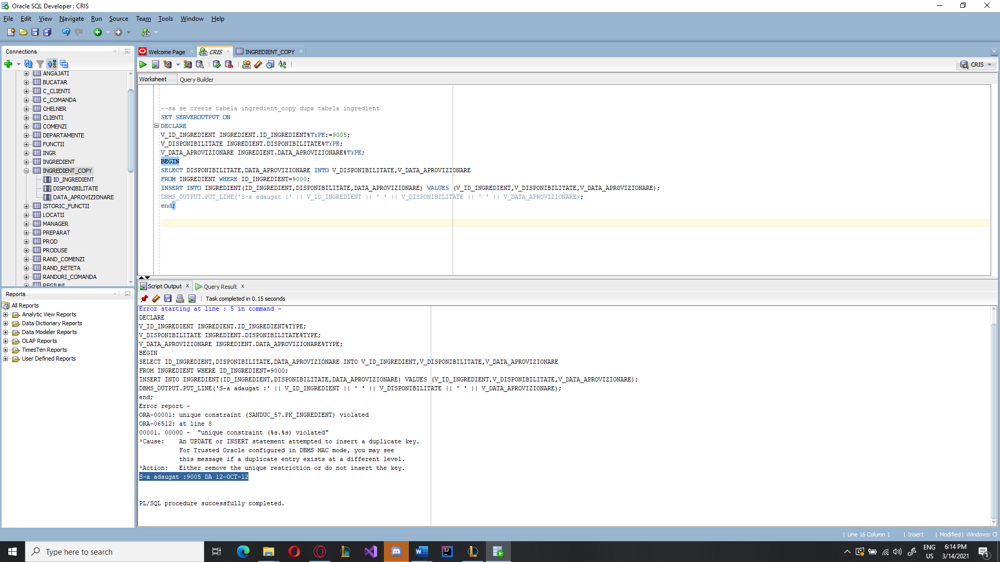 Oracle SQL Developer : CRIS
File Edit View Navigate Run Source Team Tools Window Help
Connections
ANGAJATI
BUCATAR
C_CLIENTI
C_COMANDA
CHELNER
CLIENTI
COMENZI
DEPARTAMENTE
FUNCTII
INGR
INGREDIENT
INGREDIENT_COPY
ID_INGREDIENT
DISPONIBILITATE
DATA_APROVIZIONARE
ISTORIC_FUNCTII
LOCATII
MANAGER
PREPARAT
PROD
PRODUSE
RAND_COMENZI
RAND_RETETA
RANDURI_COMANDA
REGIUNI
Reports
All Reports
Analytic View Reports
Data Dictionary Reports
Data Modeler Reports
OLAP Reports
TimesTen Reports
User Defined Reports
Welcome Page CRIS INGREDIENT_COPY
CRIS
Worksheet Query Builder
--sa se creeze tabela ingredient_copy dupa tabela ingredient
SET SERVEROUTPUT ON
DECLARE
V_ID_INGREDIENT INGREDIENT.ID_INGREDIENT%TYPE:=9005;
V_DISPONIBILITATE INGREDIENT.DISPONIBILITATE%TYPE;
V_DATA_APROVIZIONARE INGREDIENT.DATA_APROVIZIONARE%TYPE;
BEGIN
SELECT DISPONIBILITATE,DATA_APROVIZIONARE INTO V_DISPONIBILITATE,V_DATA_APROVIZIONARE
FROM INGREDIENT WHERE ID_INGREDIENT=9000;
INSERT INTO INGREDIENT(ID_INGREDIENT,DISPONIBILITATE,DATA_APROVIZIONARE) VALUES (V_ID_INGREDIENT,V_DISPONIBILITATE,V_DATA_APROVIZIONARE);
DBMS_OUTPUT.PUT_LINE('S-a adaugat :' || V_ID_INGREDIENT || ' ' || V_DISPONIBILITATE || ' ' || V_DATA_APROVIZIONARE);
end;
Script Output Query Result
Task completed in 0.15 seconds
Error starting at line : 5 in command -
DECLARE
V_ID_INGREDIENT INGREDIENT.ID_INGREDIENT%TYPE;
V_DISPONIBILITATE INGREDIENT.DISPONIBILITATE%TYPE;
V_DATA_APROVIZIONARE INGREDIENT.DATA_APROVIZIONARE%TYPE;
BEGIN
SELECT ID_INGREDIENT,DISPONIBILITATE,DATA_APROVIZIONARE INTO V_ID_INGREDIENT,V_DISPONIBILITATE,V_DATA_APROVIZIONARE
FROM INGREDIENT WHERE ID_INGREDIENT=9000;
INSERT INTO INGREDIENT(ID_INGREDIENT,DISPONIBILITATE,DATA_APROVIZIONARE) VALUES (V_ID_INGREDIENT,V_DISPONIBILITATE,V_DATA_APROVIZIONARE);
DBMS_OUTPUT.PUT_LINE('S-a adaugat :' || V_ID_INGREDIENT || ' ' || V_DISPONIBILITATE || ' ' || V_DATA_APROVIZIONARE);
end;
Error report -
ORA-00001: unique constraint (SANDUC_57.PK_INGREDIENT) violated
ORA-06512: at line 8
00001. 00000 - "unique constraint (%s.%s) violated"
*Cause: An UPDATE or INSERT statement attempted to insert a duplicate key.
For Trusted Oracle configured in DBMS MAC mode, you may see
this message if a duplicate entry exists at a different level.
*Action: Either remove the unique restriction or do not insert the key.
S-a adaugat :9005 DA 12-OCT-12
PL/SQL procedure successfully completed.
Line 16 Column 1 | Insert | Modified | Windows: CF
Type here to search
ENG
US
6:14 PM
3/14/2021
1